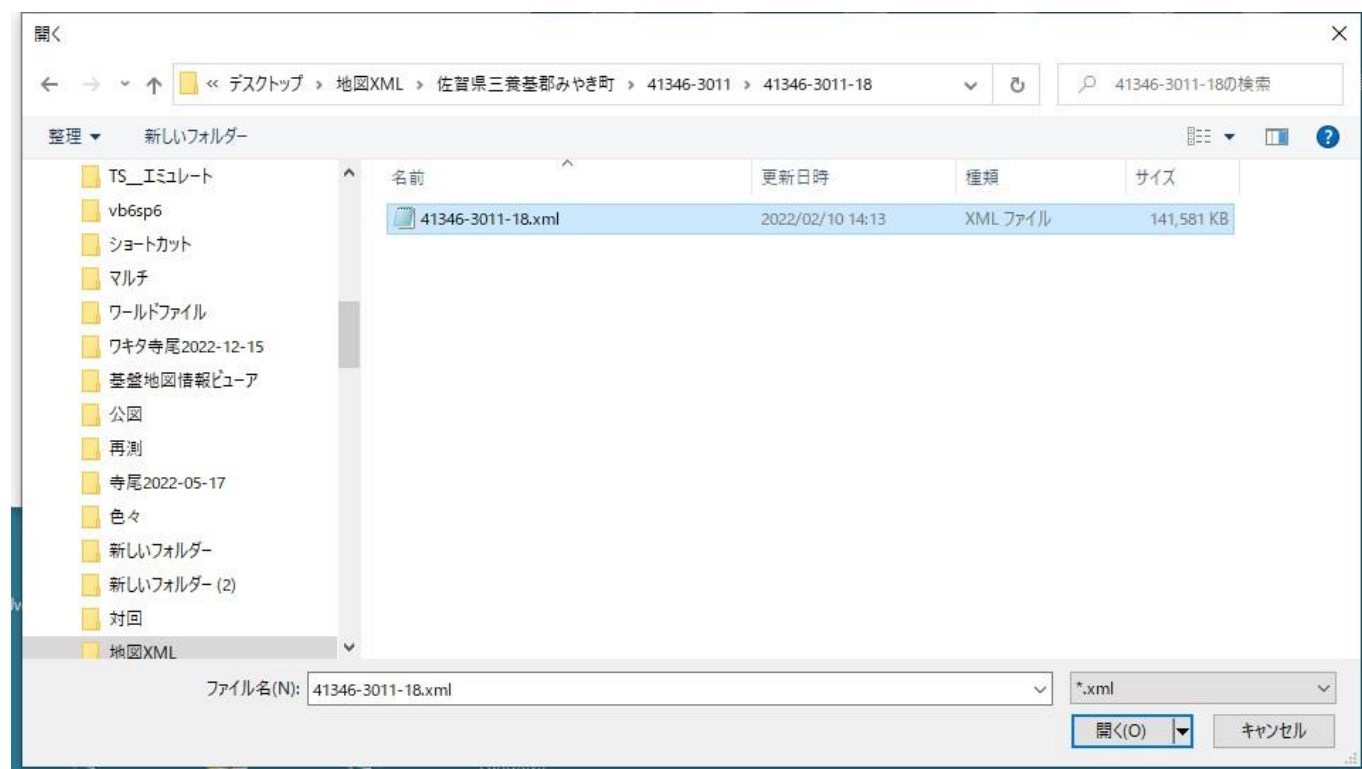 開く
« デスクトップ › 地図XML › 佐賀県三養基郡みやき町 › 41346-3011 › 41346-3011-18
41346-3011-18の検索
整理 新しいフォルダー
名前 更新日時 種類 サイズ
41346-3011-18.xml 2022/02/10 14:13 XML ファイル 141,581 KB
TS__エミュレート
vb6sp6
ショートカット
マルチ
ワールドファイル
ワキタ寺尾2022-12-15
基盤地図情報ビューア
公図
再測
寺尾2022-05-17
色々
新しいフォルダー
新しいフォルダー (2)
対回
地図XML
ファイル名(N): 41346-3011-18.xml
*.xml
開く(O) キャンセル